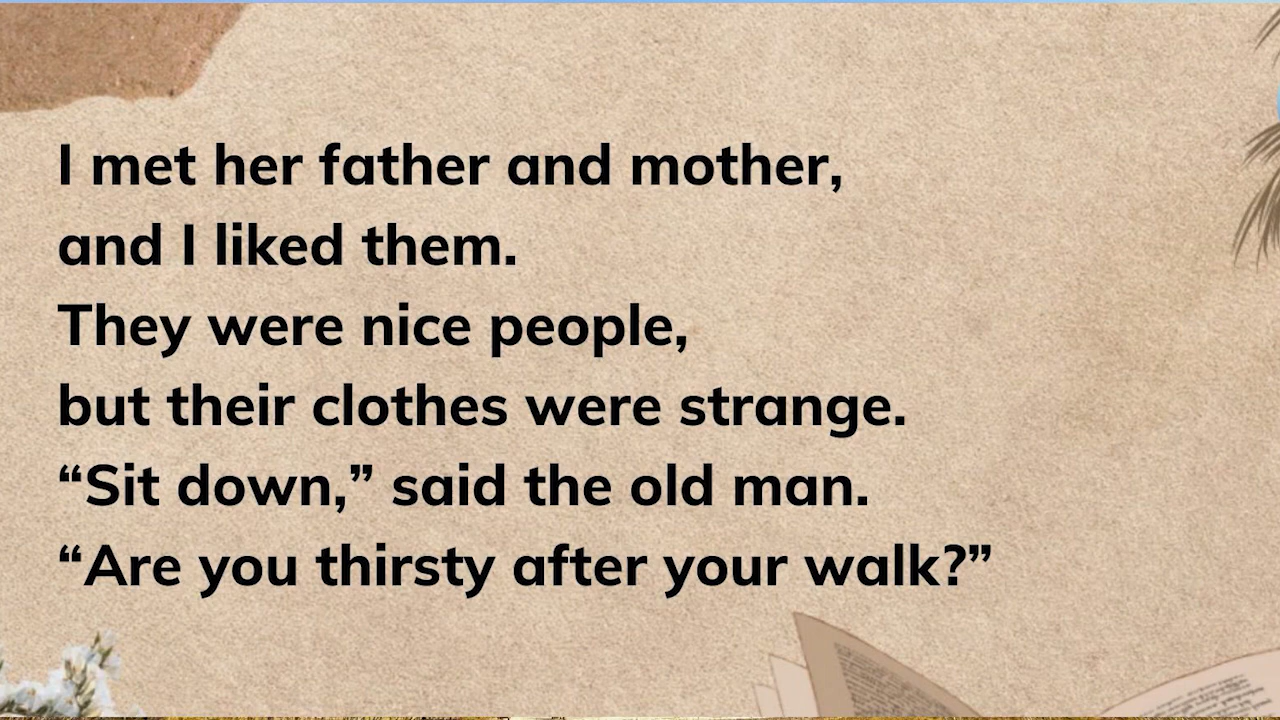 I met her father and mother,
and I liked them.
They were nice people,
but their clothes were strange.
“Sit down,” said the old man.
“Are you thirsty after your walk?”